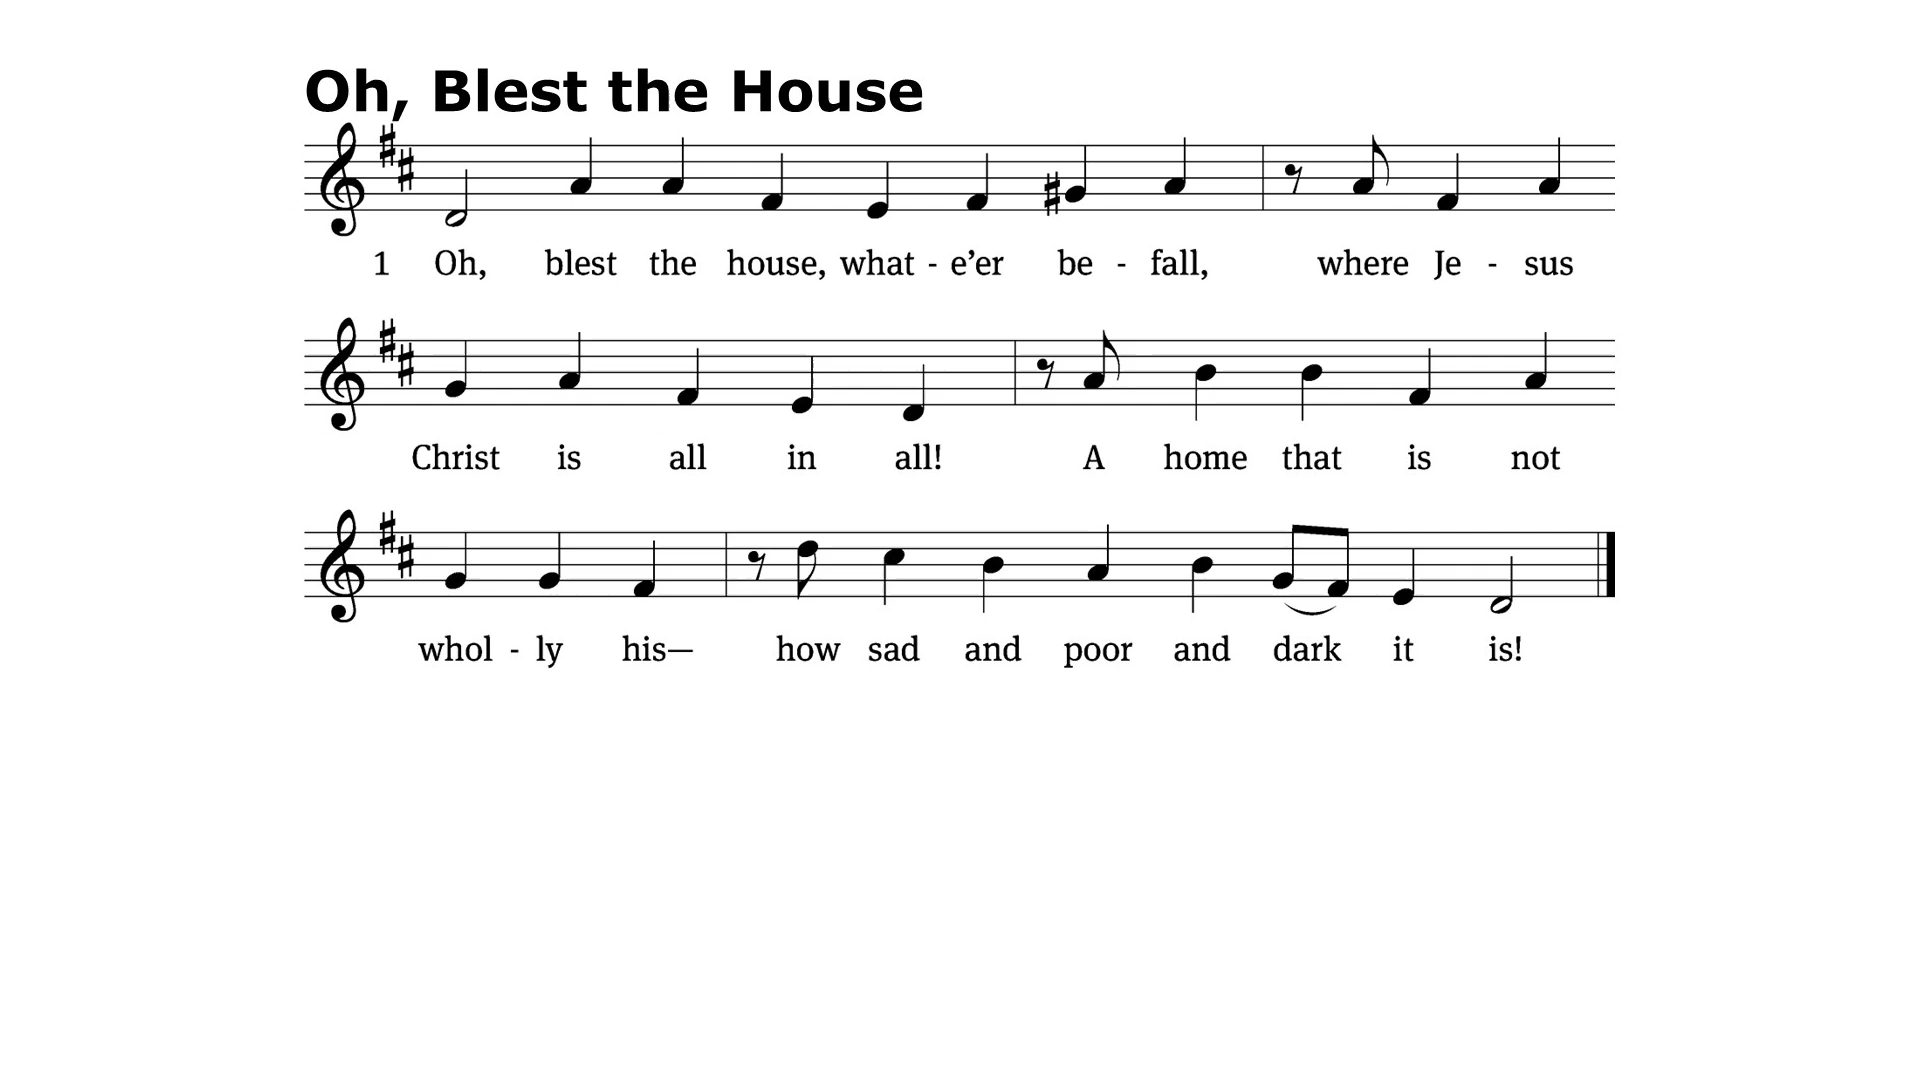 Oh, Blest the House
1 Oh, blest the house, what - e’er be - fall, where Je - sus
Christ is all in all! A home that is not
whol - ly his— how sad and poor and dark it is!